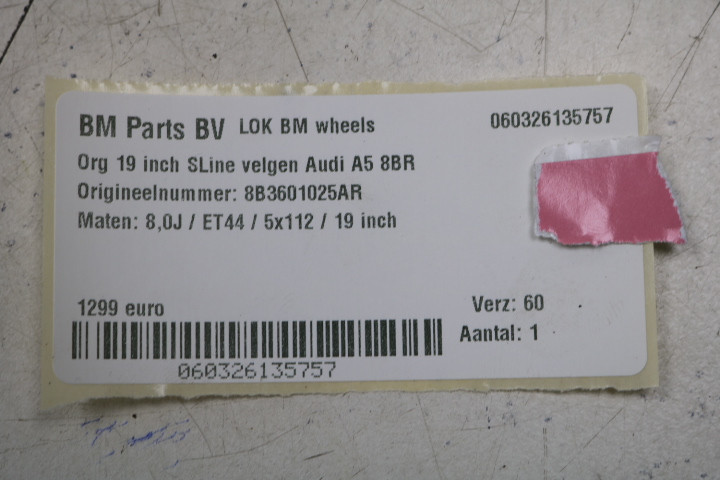 BM Parts BV LOK BM wheels 060326135757
Org 19 inch SLine velgen Audi A5 8BR
Origineelnummer: 8B3601025AR
Maten: 8,0J / ET44 / 5x112 / 19 inch
1299 euro Verz: 60
Aantal: 1
060326135757